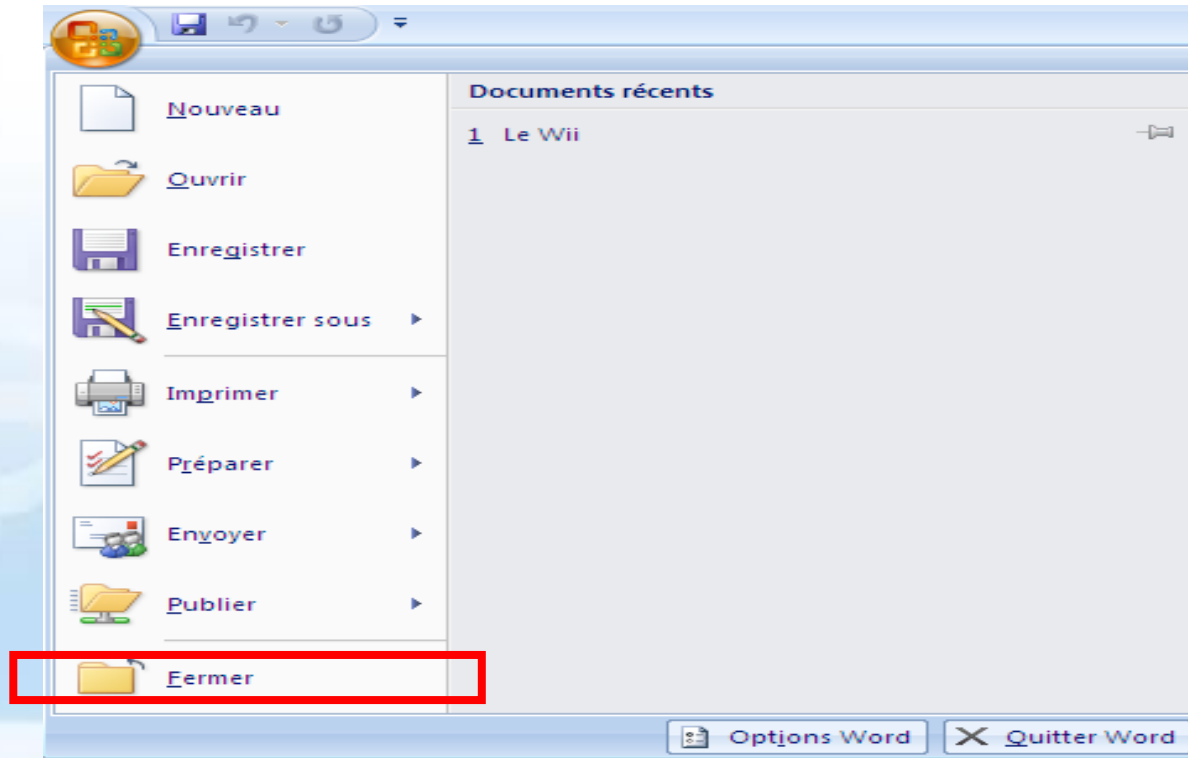 Nouveau
Ouvrir
Enregistrer
Enregistrer sous
Imprimer
Préparer
Envoyer
Publier
Fermer
Documents récents
1 Le Wii
Options Word
Quitter Word